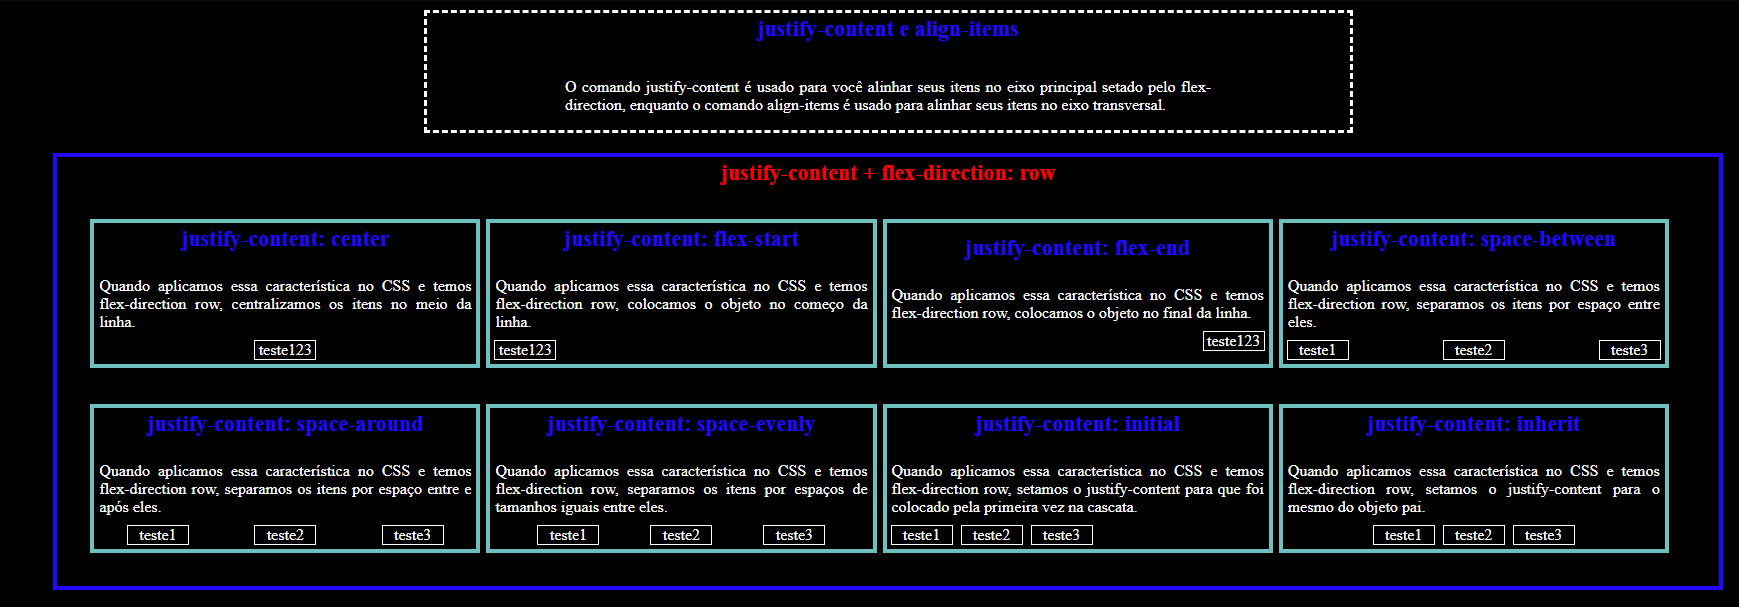 justify-content e align-items
O comando justify-content é usado para você alinhar seus itens no eixo principal setado pelo flex-
direction, enquanto o comando align-items é usado para alinhar seus itens no eixo transversal.
justify-content + flex-direction: row
justify-content: center
Quando aplicamos essa característica no CSS e temos
flex-direction row, centralizamos os itens no meio da
linha.
teste123
justify-content: flex-start
Quando aplicamos essa característica no CSS e temos
flex-direction row, colocamos o objeto no começo da
linha.
teste123
justify-content: flex-end
Quando aplicamos essa característica no CSS e temos
flex-direction row, colocamos o objeto no final da linha.
teste123
justify-content: space-between
Quando aplicamos essa característica no CSS e temos
flex-direction row, separamos os itens por espaço entre
eles.
teste1 teste2 teste3
justify-content: space-around
Quando aplicamos essa característica no CSS e temos
flex-direction row, separamos os itens por espaço entre e
após eles.
teste1 teste2 teste3
justify-content: space-evenly
Quando aplicamos essa característica no CSS e temos
flex-direction row, separamos os itens por espaços de
tamanhos iguais entre eles.
teste1 teste2 teste3
justify-content: initial
Quando aplicamos essa característica no CSS e temos
flex-direction row, setamos o justify-content para que foi
colocado pela primeira vez na cascata.
teste1 teste2 teste3
justify-content: inherit
Quando aplicamos essa característica no CSS e temos
flex-direction row, setamos o justify-content para o
mesmo do objeto pai.
teste1 teste2 teste3